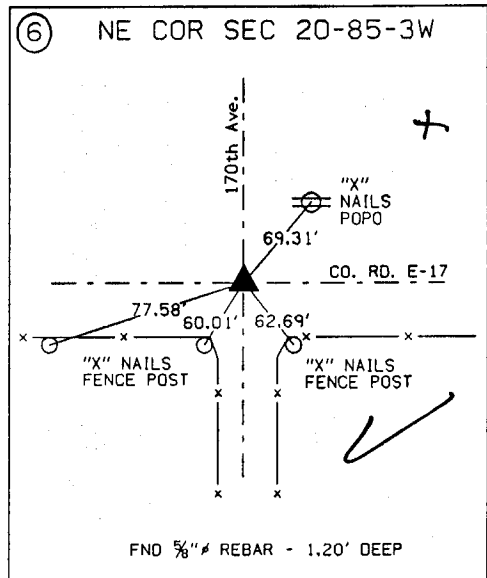 6 NE COR SEC 20-85-3W
170th Ave.
"X"
NAILS
POPO
69.31'
CO. RD. E-17
77.58'
60.01' 62.69'
"X" NAILS
FENCE POST
"X" NAILS
FENCE POST
FND ⅝"ø REBAR - 1.20' DEEP